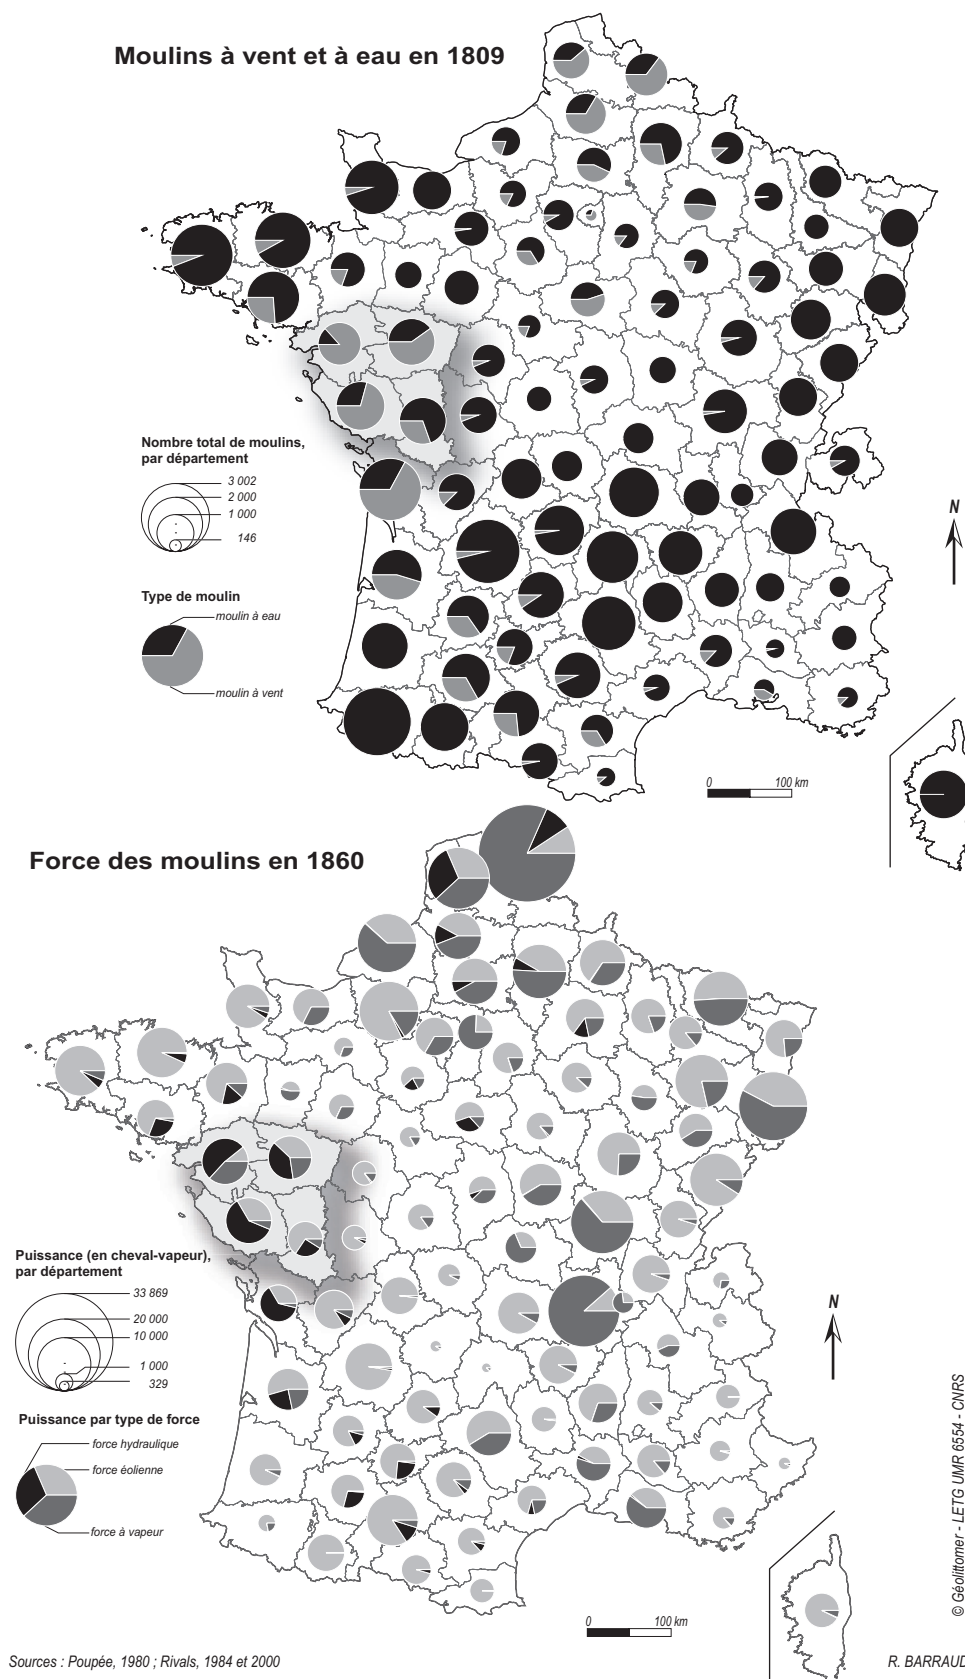 Moulins à vent et à eau en 1809
Nombre total de moulins,
par département
3 002
2 000
1 000
146
Type de moulin
moulin à eau
moulin à vent
N
0 100 km
Force des moulins en 1860
Puissance (en cheval-vapeur),
par département
33 869
20 000
10 000
1 000
329
Puissance par type de force
force hydraulique
force éolienne
force à vapeur
N
0 100 km
© Géolittomer - LETG UMR 6554 - CNRS
Sources : Poupée, 1980 ; Rivals, 1984 et 2000
R. BARRAUD